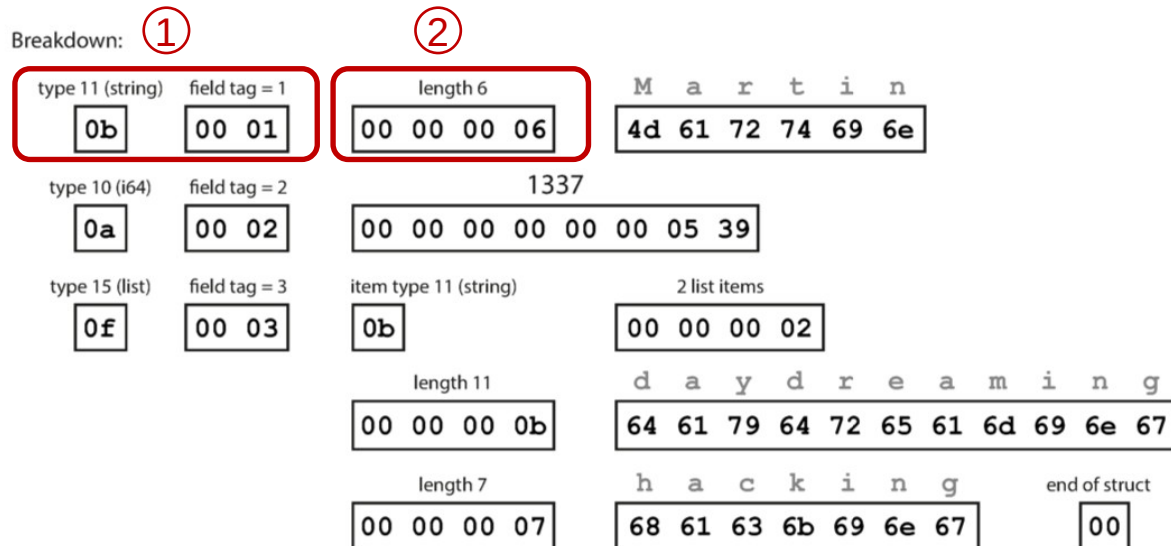 Breakdown: ① ②
type 11 (string) field tag = 1 length 6 M a r t i n
0b 00 01 00 00 00 06 4d 61 72 74 69 6e
type 10 (i64) field tag = 2 1337
0a 00 02 00 00 00 00 00 00 05 39
type 15 (list) field tag = 3 item type 11 (string) 2 list items
0f 00 03 0b 00 00 00 02
length 11 d a y d r e a m i n g
00 00 00 0b 64 61 79 64 72 65 61 6d 69 6e 67
length 7 h a c k i n g end of struct
00 00 00 07 68 61 63 6b 69 6e 67 00